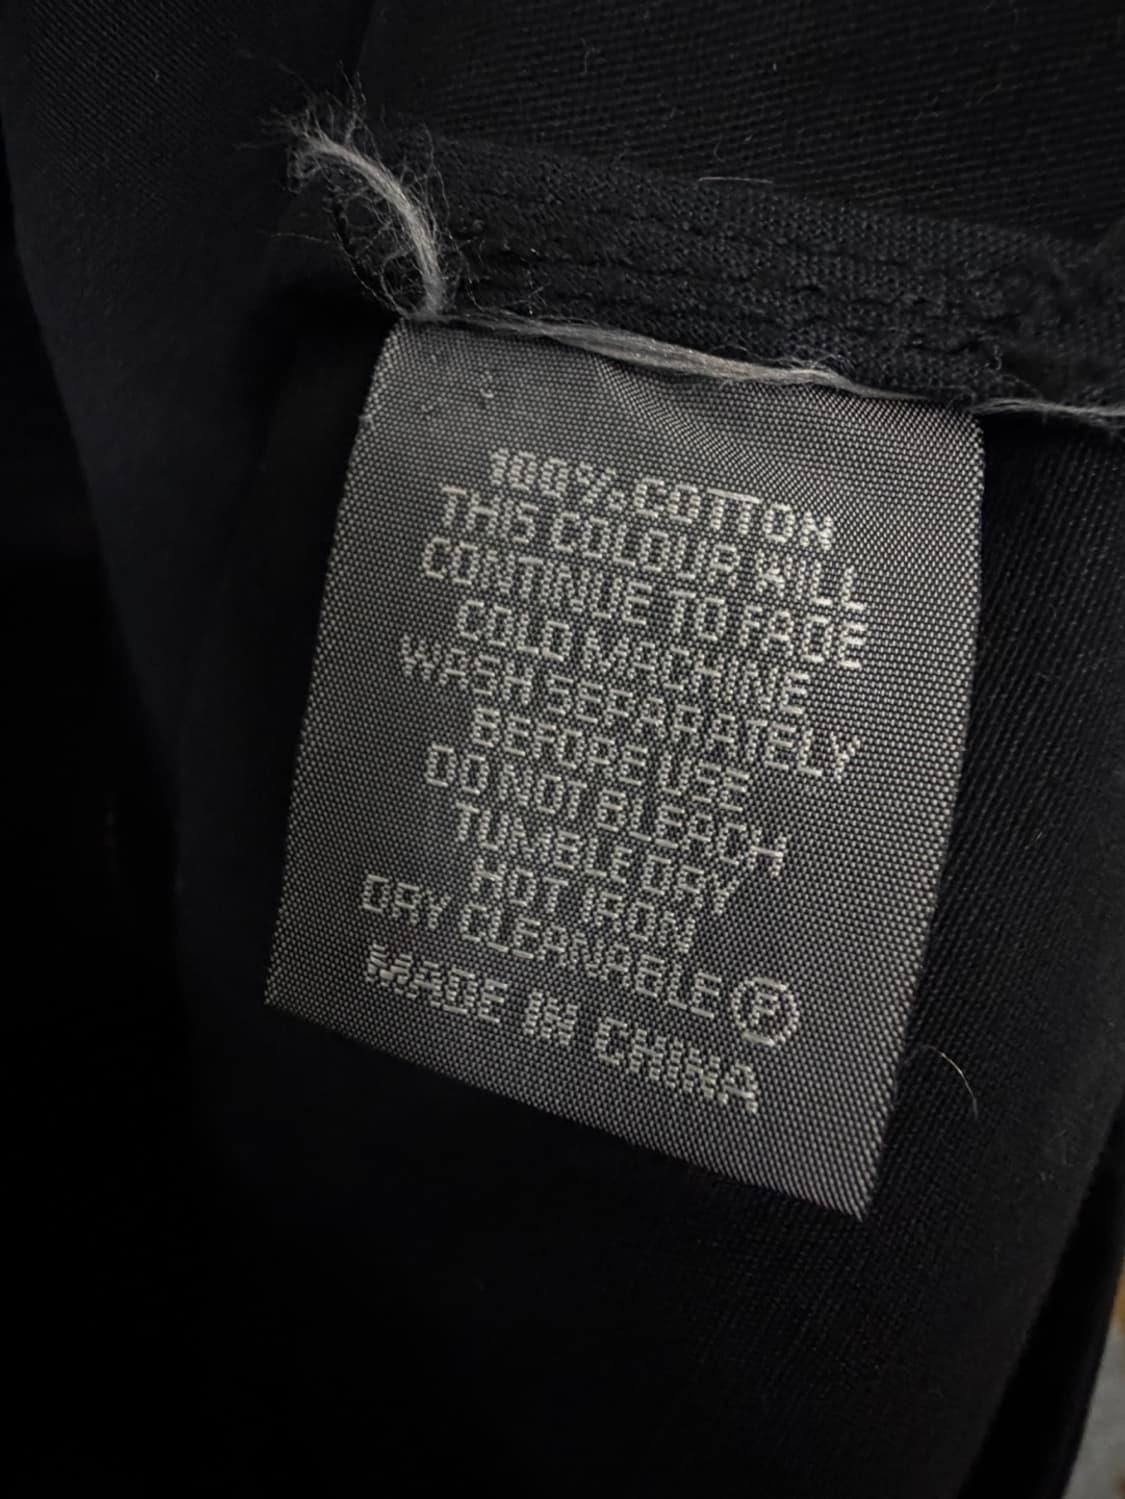 100% COTTON
THIS COLOUR WILL
CONTINUE TO FADE
COLD MACHINE
WASH SEPARATELY
BEFORE USE
DO NOT BLEACH
TUMBLE DRY
HOT IRON
DRY CLEANABLE Ⓟ
MADE IN CHINA